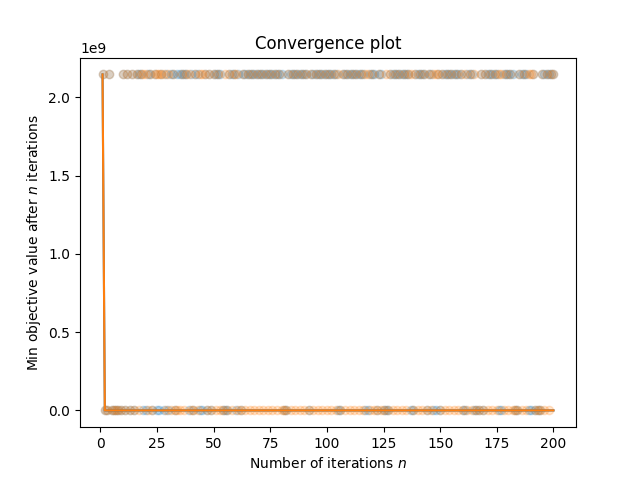 Convergence plot
1e9
2.0
1.5
1.0
0.5
0.0
Min objective value after n iterations
0 25 50 75 100 125 150 175 200
Number of iterations n